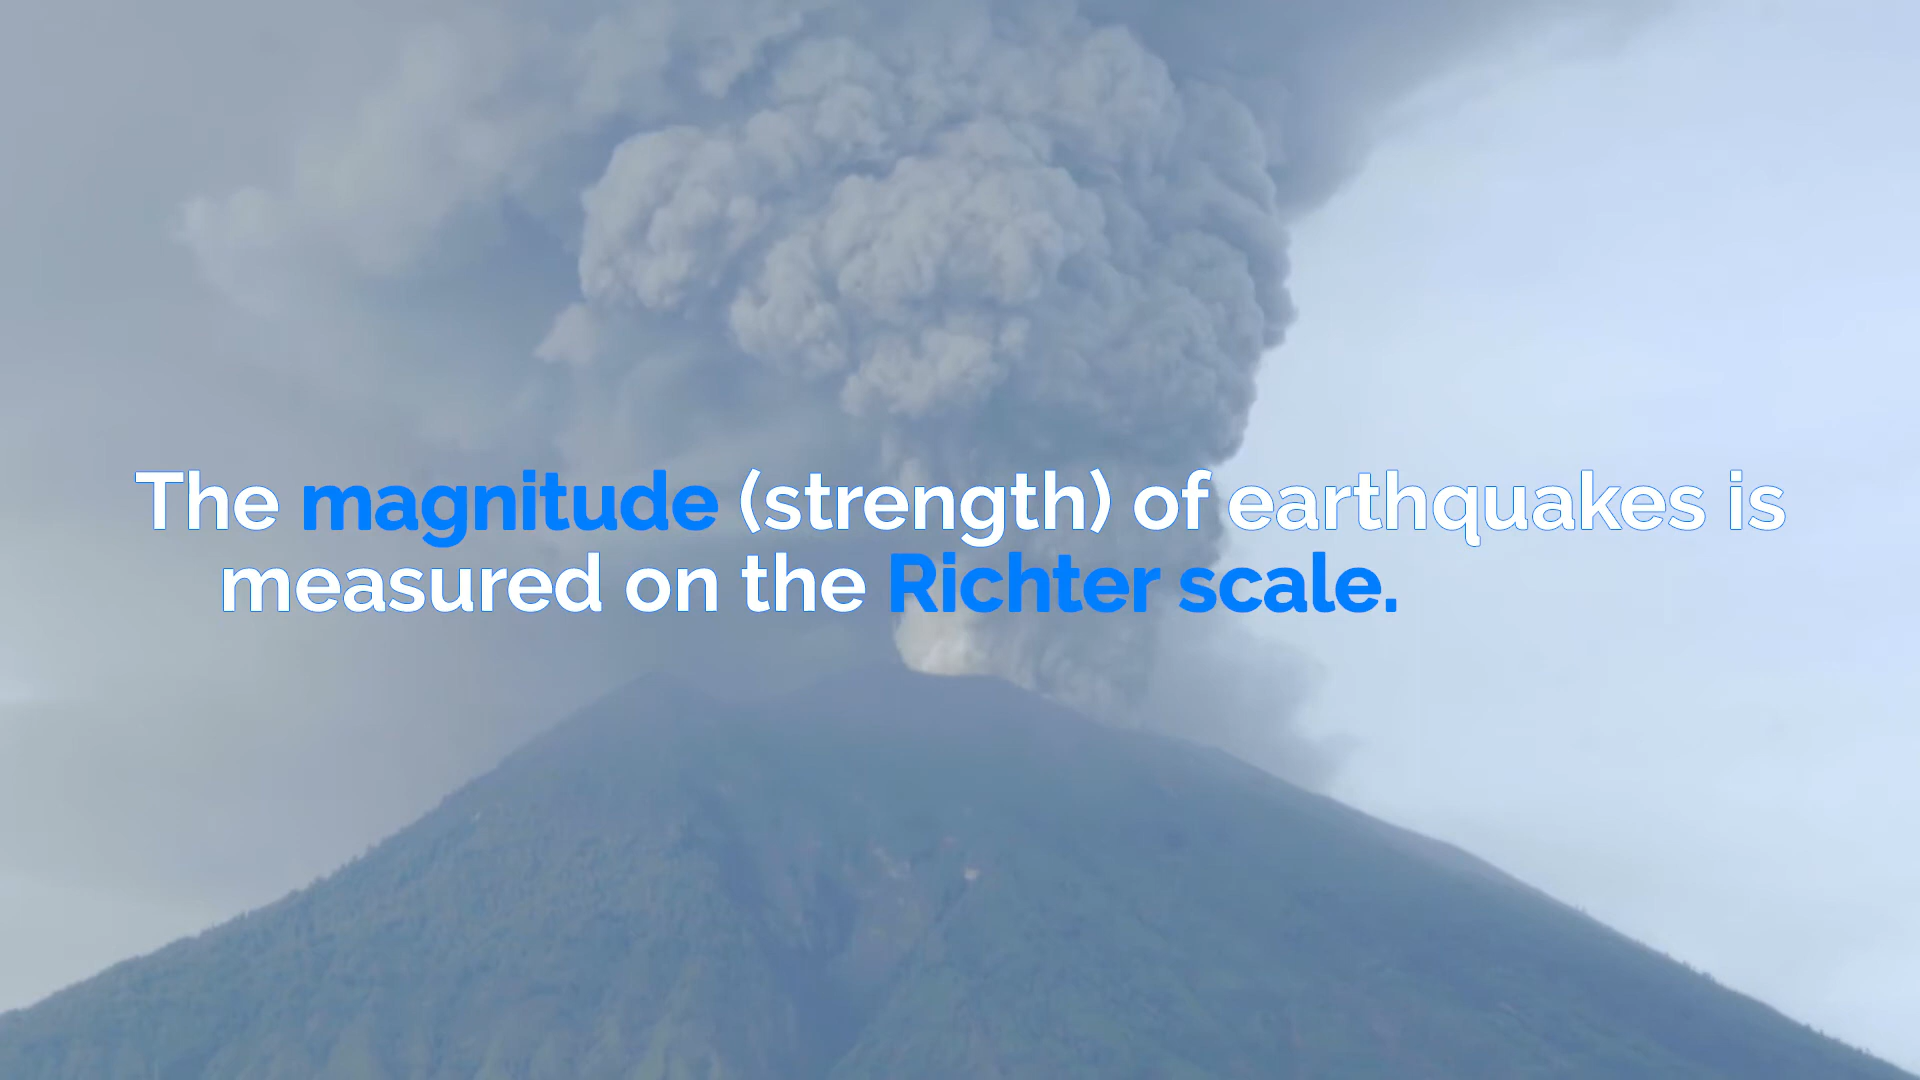 The magnitude (strength) of earthquakes is
measured on the Richter scale.